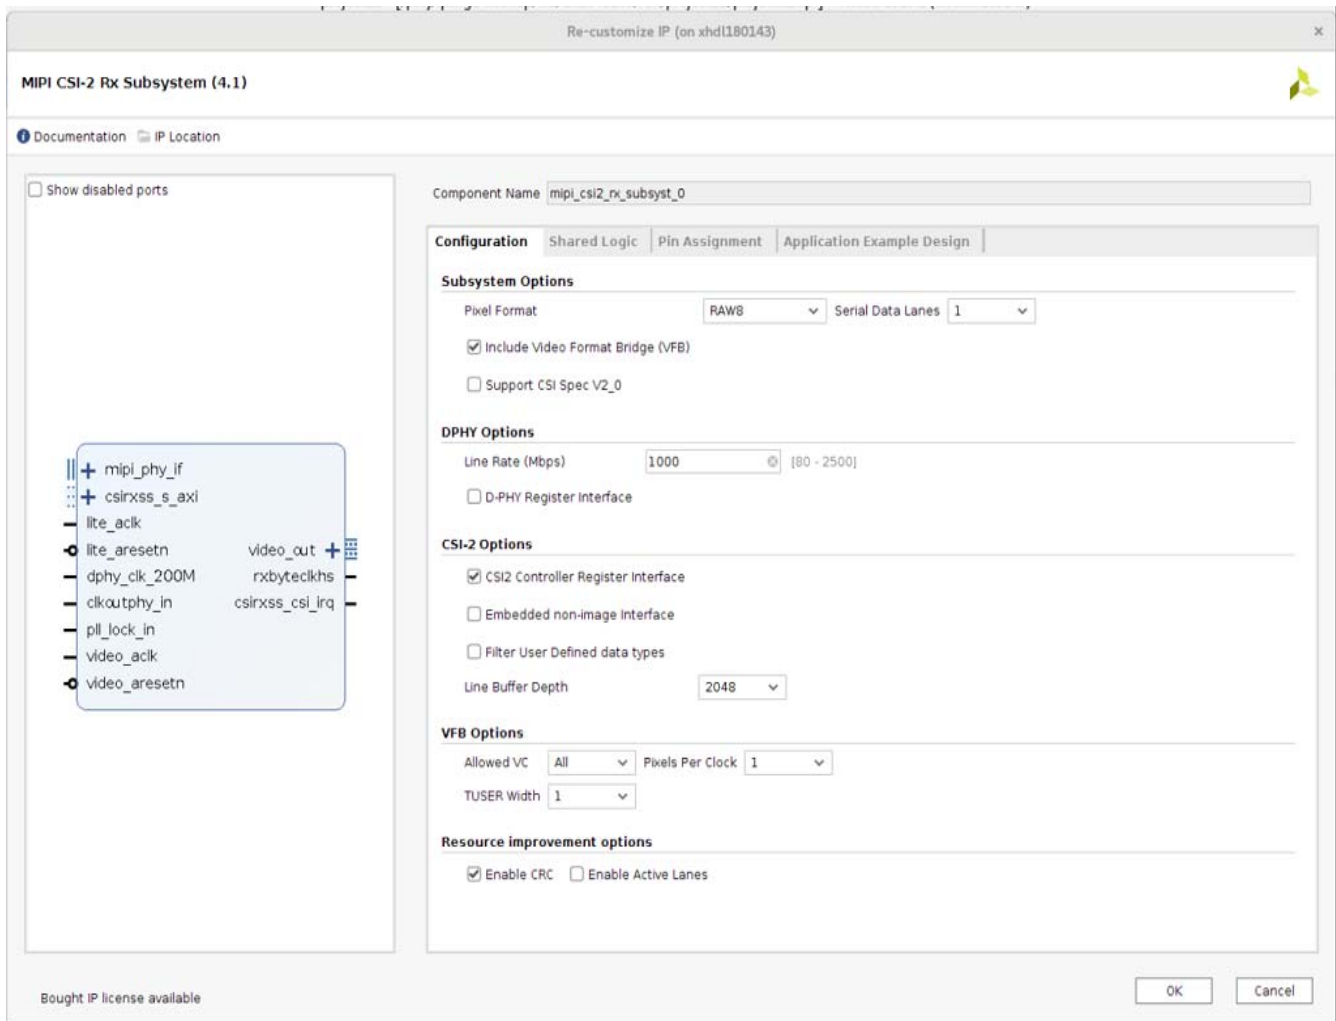 Re-customize IP (on xhdl180143)
MIPI CSI-2 Rx Subsystem (4.1)
Documentation IP Location
Show disabled ports
mipi_phy_if
csirxss_s_axi
lite_aclk
lite_aresetn
dphy_clk_200M
clkoutphy_in
pll_lock_in
video_aclk
video_aresetn
video_out
rxbyteclkhs
csirxss_csi_irq
Component Name mipi_csi2_rx_subsyst_0
Configuration Shared Logic Pin Assignment Application Example Design
Subsystem Options
Pixel Format RAW8 Serial Data Lanes 1
Include Video Format Bridge (VFB)
Support CSI Spec V2_0
DPHY Options
Line Rate (Mbps) 1000 [80 - 2500]
D-PHY Register Interface
CSI-2 Options
CSI2 Controller Register Interface
Embedded non-image Interface
Filter User Defined data types
Line Buffer Depth 2048
VFB Options
Allowed VC All Pixels Per Clock 1
TUSER Width 1
Resource improvement options
Enable CRC Enable Active Lanes
Bought IP license available
OK Cancel